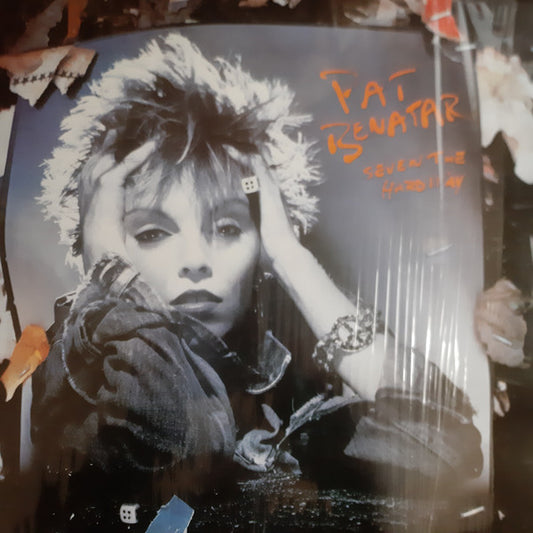 PAT
BENATAR
SEVEN THE
HARD WAY